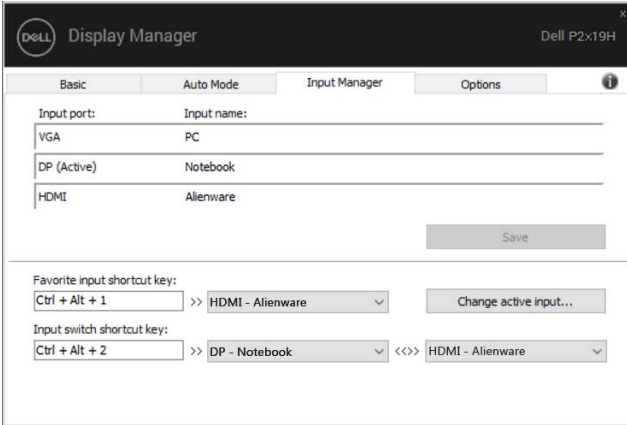 x
DELL Display Manager Dell P2x19H
Basic Auto Mode Input Manager Options i
Input port: Input name:
VGA PC
DP (Active) Notebook
HDMI Alienware
Save
Favorite input shortcut key:
Ctrl + Alt + 1 >> HDMI - Alienware Change active input...
Input switch shortcut key:
Ctrl + Alt + 2 >> DP - Notebook <<>> HDMI - Alienware